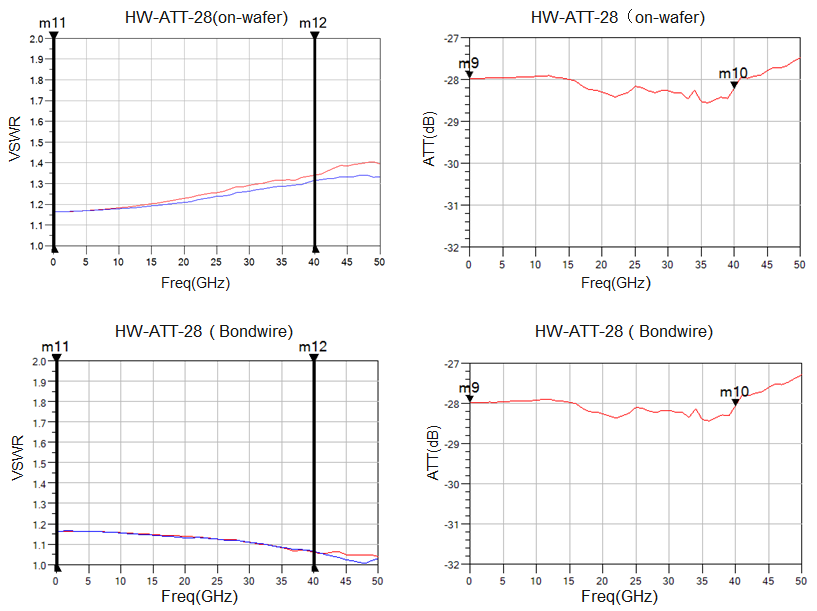 HW-ATT-28(on-wafer)
m11
m12
2.0
1.9
1.8
1.7
1.6
1.5
1.4
1.3
1.2
1.1
1.0
VSWR
0 5 10 15 20 25 30 35 40 45 50
Freq(GHz)
HW-ATT-28（on-wafer)
-27
m9
-28
m10
-29
-30
-31
-32
ATT(dB)
0 5 10 15 20 25 30 35 40 45 50
Freq(GHz)
HW-ATT-28 ( Bondwire)
m11
m12
2.0
1.9
1.8
1.7
1.6
1.5
1.4
1.3
1.2
1.1
1.0
VSWR
0 5 10 15 20 25 30 35 40 45 50
Freq(GHz)
HW-ATT-28 ( Bondwire)
-27
m9
m10
-28
-29
-30
-31
-32
ATT(dB)
0 5 10 15 20 25 30 35 40 45 50
Freq(GHz)